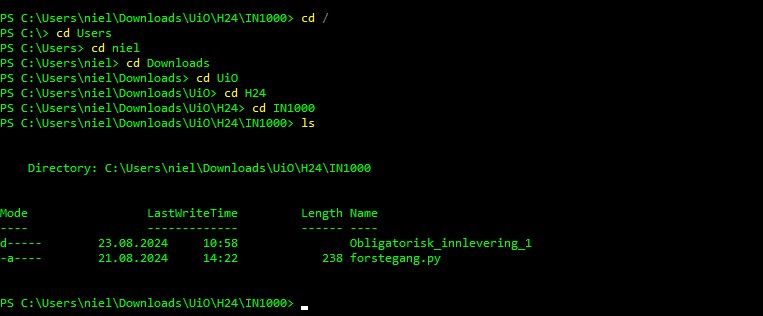 PS C:\Users\niel\Downloads\UiO\H24\IN1000> cd /
PS C:\> cd Users
PS C:\Users> cd niel
PS C:\Users\niel> cd Downloads
PS C:\Users\niel\Downloads> cd UiO
PS C:\Users\niel\Downloads\UiO> cd H24
PS C:\Users\niel\Downloads\UiO\H24> cd IN1000
PS C:\Users\niel\Downloads\UiO\H24\IN1000> ls
Directory: C:\Users\niel\Downloads\UiO\H24\IN1000
Mode                 LastWriteTime         Length Name
----                 -------------         ------ ----
d-----        23.08.2024     10:58                Obligatorisk_innlevering_1
-a----        21.08.2024     14:22            238 forstegang.py
PS C:\Users\niel\Downloads\UiO\H24\IN1000>